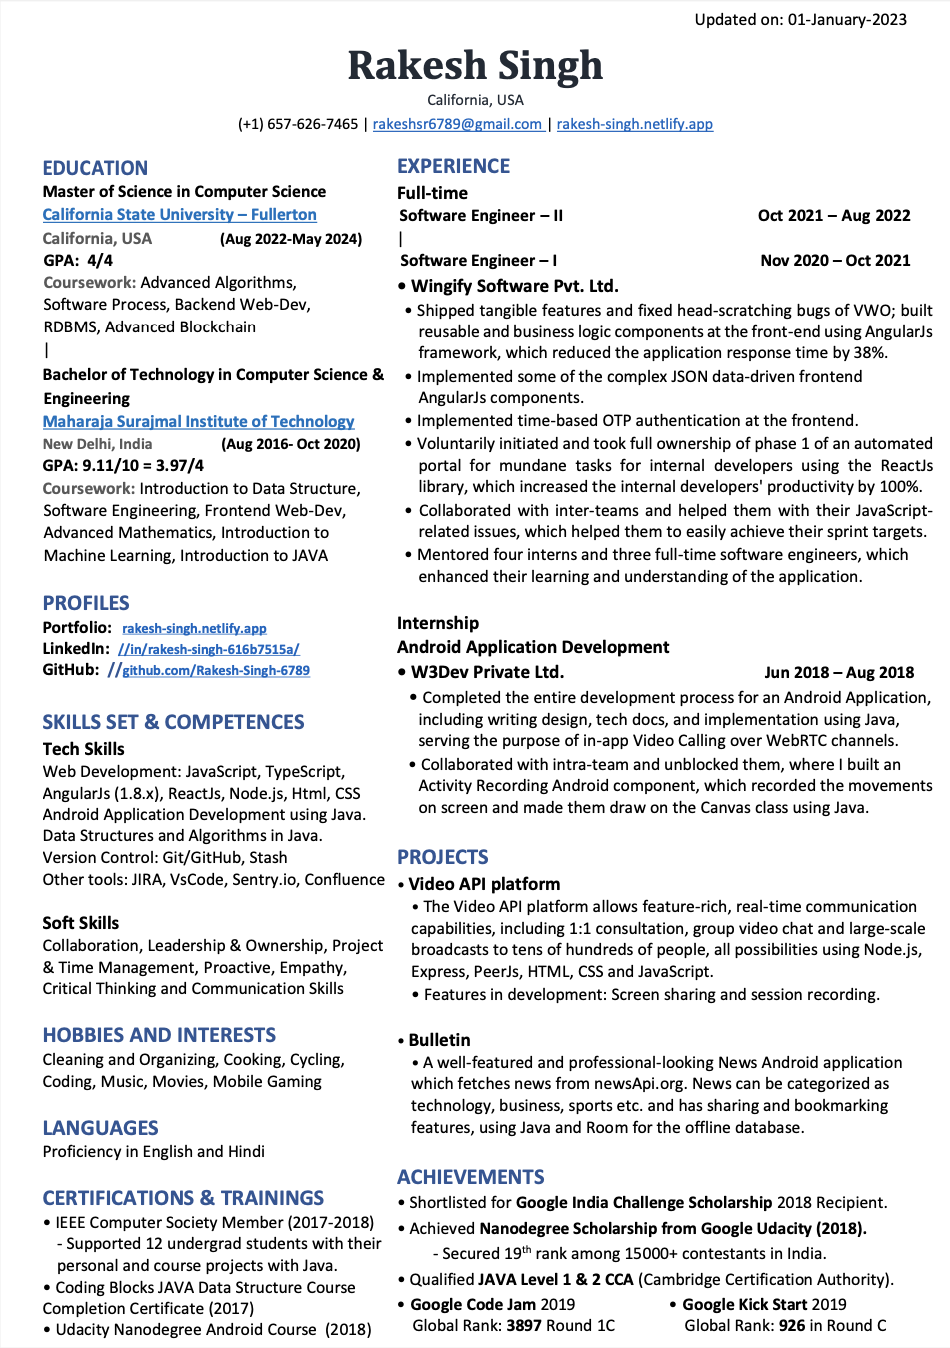 Updated on: 01-January-2023
Rakesh Singh
California, USA
(+1) 657-626-7465 | rakeshsr6789@gmail.com | rakesh-singh.netlify.app
EDUCATION
Master of Science in Computer Science
California State University – Fullerton
California, USA (Aug 2022-May 2024)
GPA: 4/4
Coursework: Advanced Algorithms,
Software Process, Backend Web-Dev,
RDBMS, Advanced Blockchain
|
Bachelor of Technology in Computer Science &
Engineering
Maharaja Surajmal Institute of Technology
New Delhi, India (Aug 2016- Oct 2020)
GPA: 9.11/10 = 3.97/4
Coursework: Introduction to Data Structure,
Software Engineering, Frontend Web-Dev,
Advanced Mathematics, Introduction to
Machine Learning, Introduction to JAVA
PROFILES
Portfolio: rakesh-singh.netlify.app
LinkedIn: //in/rakesh-singh-616b7515a/
GitHub: //github.com/Rakesh-Singh-6789
SKILLS SET & COMPETENCES
Tech Skills
Web Development: JavaScript, TypeScript,
AngularJs (1.8.x), ReactJs, Node.js, Html, CSS
Android Application Development using Java.
Data Structures and Algorithms in Java.
Version Control: Git/GitHub, Stash
Other tools: JIRA, VsCode, Sentry.io, Confluence
Soft Skills
Collaboration, Leadership & Ownership, Project
& Time Management, Proactive, Empathy,
Critical Thinking and Communication Skills
HOBBIES AND INTERESTS
Cleaning and Organizing, Cooking, Cycling,
Coding, Music, Movies, Mobile Gaming
LANGUAGES
Proficiency in English and Hindi
CERTIFICATIONS & TRAININGS
• IEEE Computer Society Member (2017-2018)
- Supported 12 undergrad students with their
personal and course projects with Java.
• Coding Blocks JAVA Data Structure Course
Completion Certificate (2017)
• Udacity Nanodegree Android Course (2018)
EXPERIENCE
Full-time
Software Engineer – II Oct 2021 – Aug 2022
|
Software Engineer – I Nov 2020 – Oct 2021
• Wingify Software Pvt. Ltd.
• Shipped tangible features and fixed head-scratching bugs of VWO; built
reusable and business logic components at the front-end using AngularJs
framework, which reduced the application response time by 38%.
• Implemented some of the complex JSON data-driven frontend
AngularJs components.
• Implemented time-based OTP authentication at the frontend.
• Voluntarily initiated and took full ownership of phase 1 of an automated
portal for mundane tasks for internal developers using the ReactJs
library, which increased the internal developers' productivity by 100%.
• Collaborated with inter-teams and helped them with their JavaScript-
related issues, which helped them to easily achieve their sprint targets.
• Mentored four interns and three full-time software engineers, which
enhanced their learning and understanding of the application.
Internship
Android Application Development
• W3Dev Private Ltd. Jun 2018 – Aug 2018
• Completed the entire development process for an Android Application,
including writing design, tech docs, and implementation using Java,
serving the purpose of in-app Video Calling over WebRTC channels.
• Collaborated with intra-team and unblocked them, where I built an
Activity Recording Android component, which recorded the movements
on screen and made them draw on the Canvas class using Java.
PROJECTS
• Video API platform
• The Video API platform allows feature-rich, real-time communication
capabilities, including 1:1 consultation, group video chat and large-scale
broadcasts to tens of hundreds of people, all possibilities using Node.js,
Express, PeerJs, HTML, CSS and JavaScript.
• Features in development: Screen sharing and session recording.
• Bulletin
• A well-featured and professional-looking News Android application
which fetches news from newsApi.org. News can be categorized as
technology, business, sports etc. and has sharing and bookmarking
features, using Java and Room for the offline database.
ACHIEVEMENTS
• Shortlisted for Google India Challenge Scholarship 2018 Recipient.
• Achieved Nanodegree Scholarship from Google Udacity (2018).
- Secured 19th rank among 15000+ contestants in India.
• Qualified JAVA Level 1 & 2 CCA (Cambridge Certification Authority).
• Google Code Jam 2019 • Google Kick Start 2019
Global Rank: 3897 Round 1C Global Rank: 926 in Round C